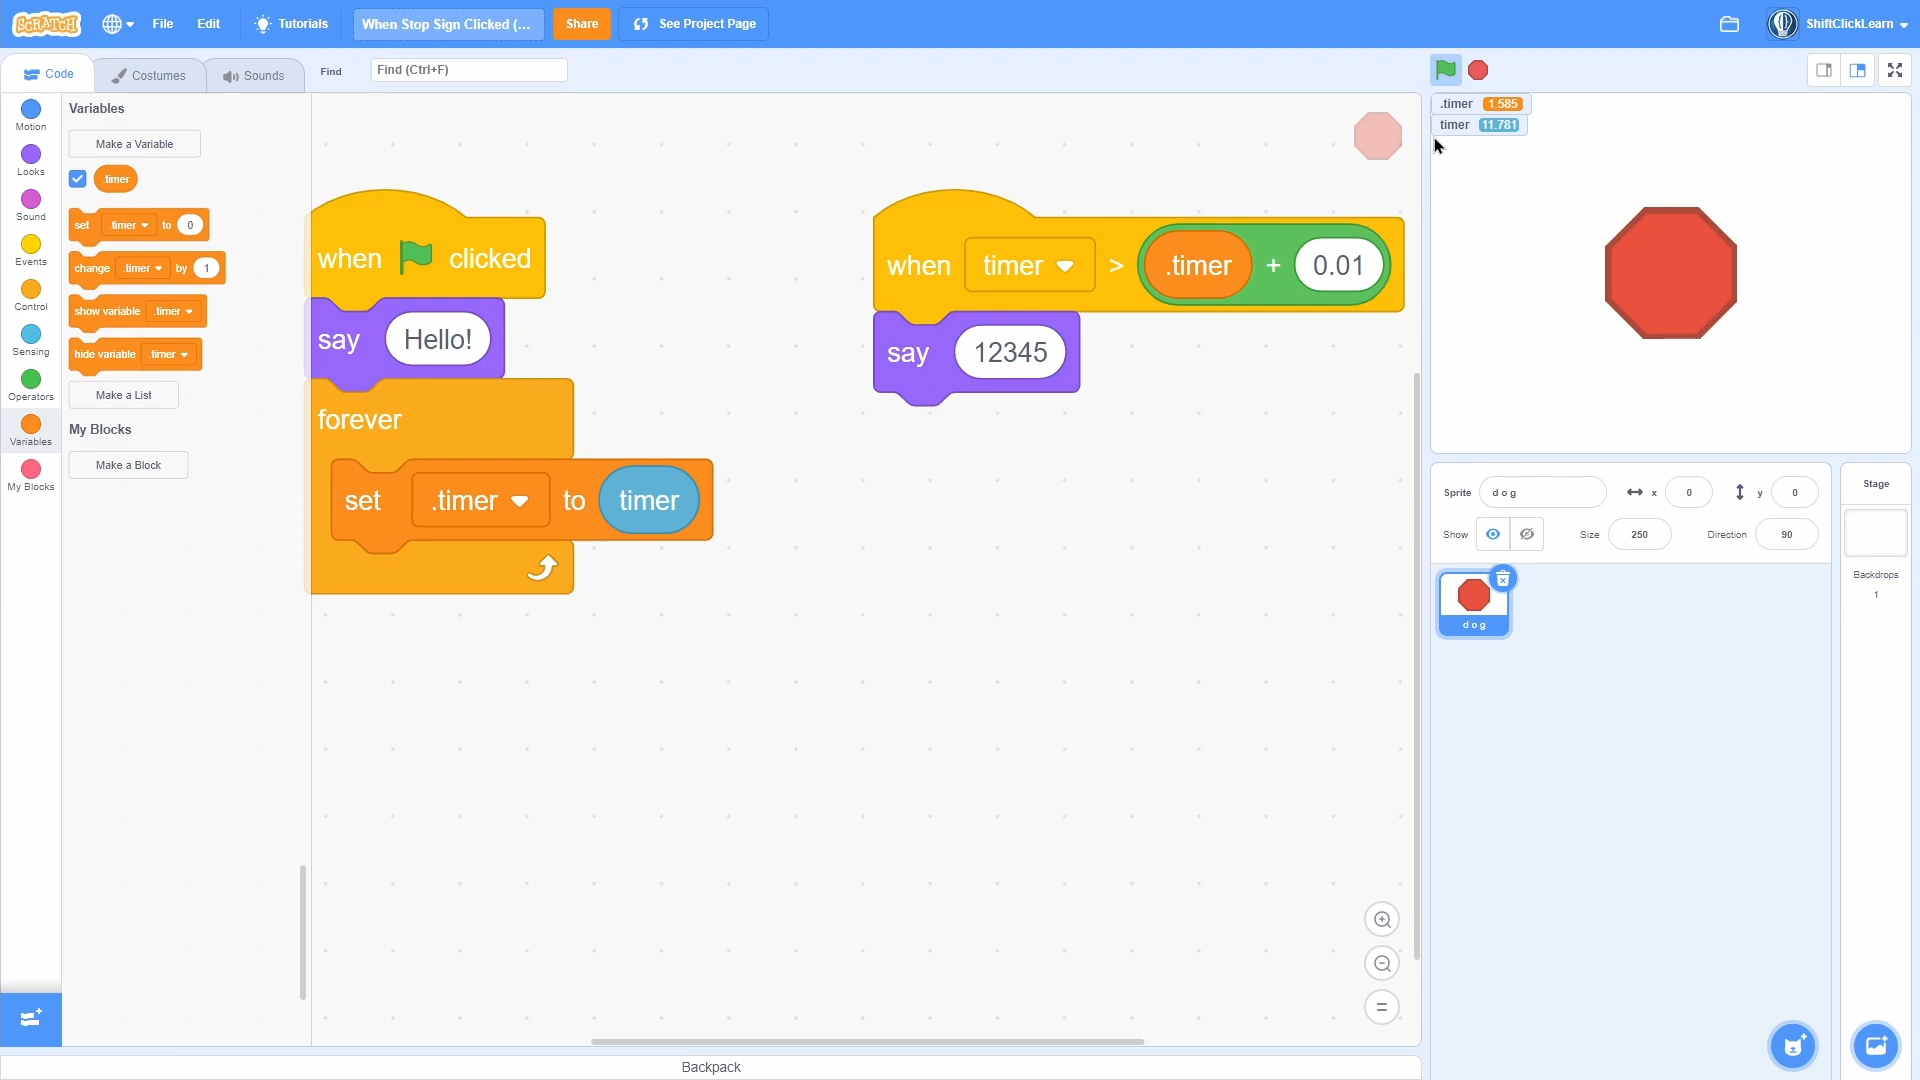 SCRATCH File Edit Tutorials When Stop Sign Clicked (... Share See Project Page ShiftClickLearn
Code Costumes Sounds Find Find (Ctrl+F)
Motion
Looks
Sound
Events
Control
Sensing
Operators
Variables
My Blocks
Variables
Make a Variable
.timer
set .timer to 0
change .timer by 1
show variable .timer
hide variable .timer
Make a List
My Blocks
Make a Block
when clicked
say Hello!
forever
set .timer to timer
when timer > .timer + 0.01
say 12345
=
Backpack
.timer 1.585
timer 11.781
Sprite d o g x 0 y 0
Show Size 250 Direction 90
d o g
Stage
Backdrops
1